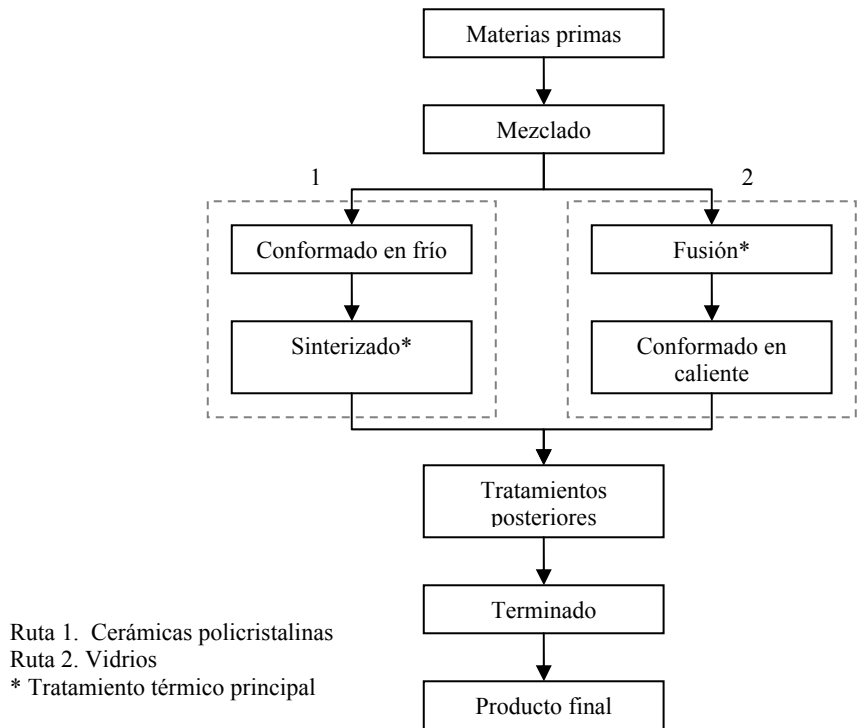 Materias primas
Mezclado
1
2
Conformado en frío
Fusión*
Sinterizado*
Conformado en
caliente
Tratamientos
posteriores
Terminado
Ruta 1. Cerámicas policristalinas
Ruta 2. Vidrios
* Tratamiento térmico principal
Producto final